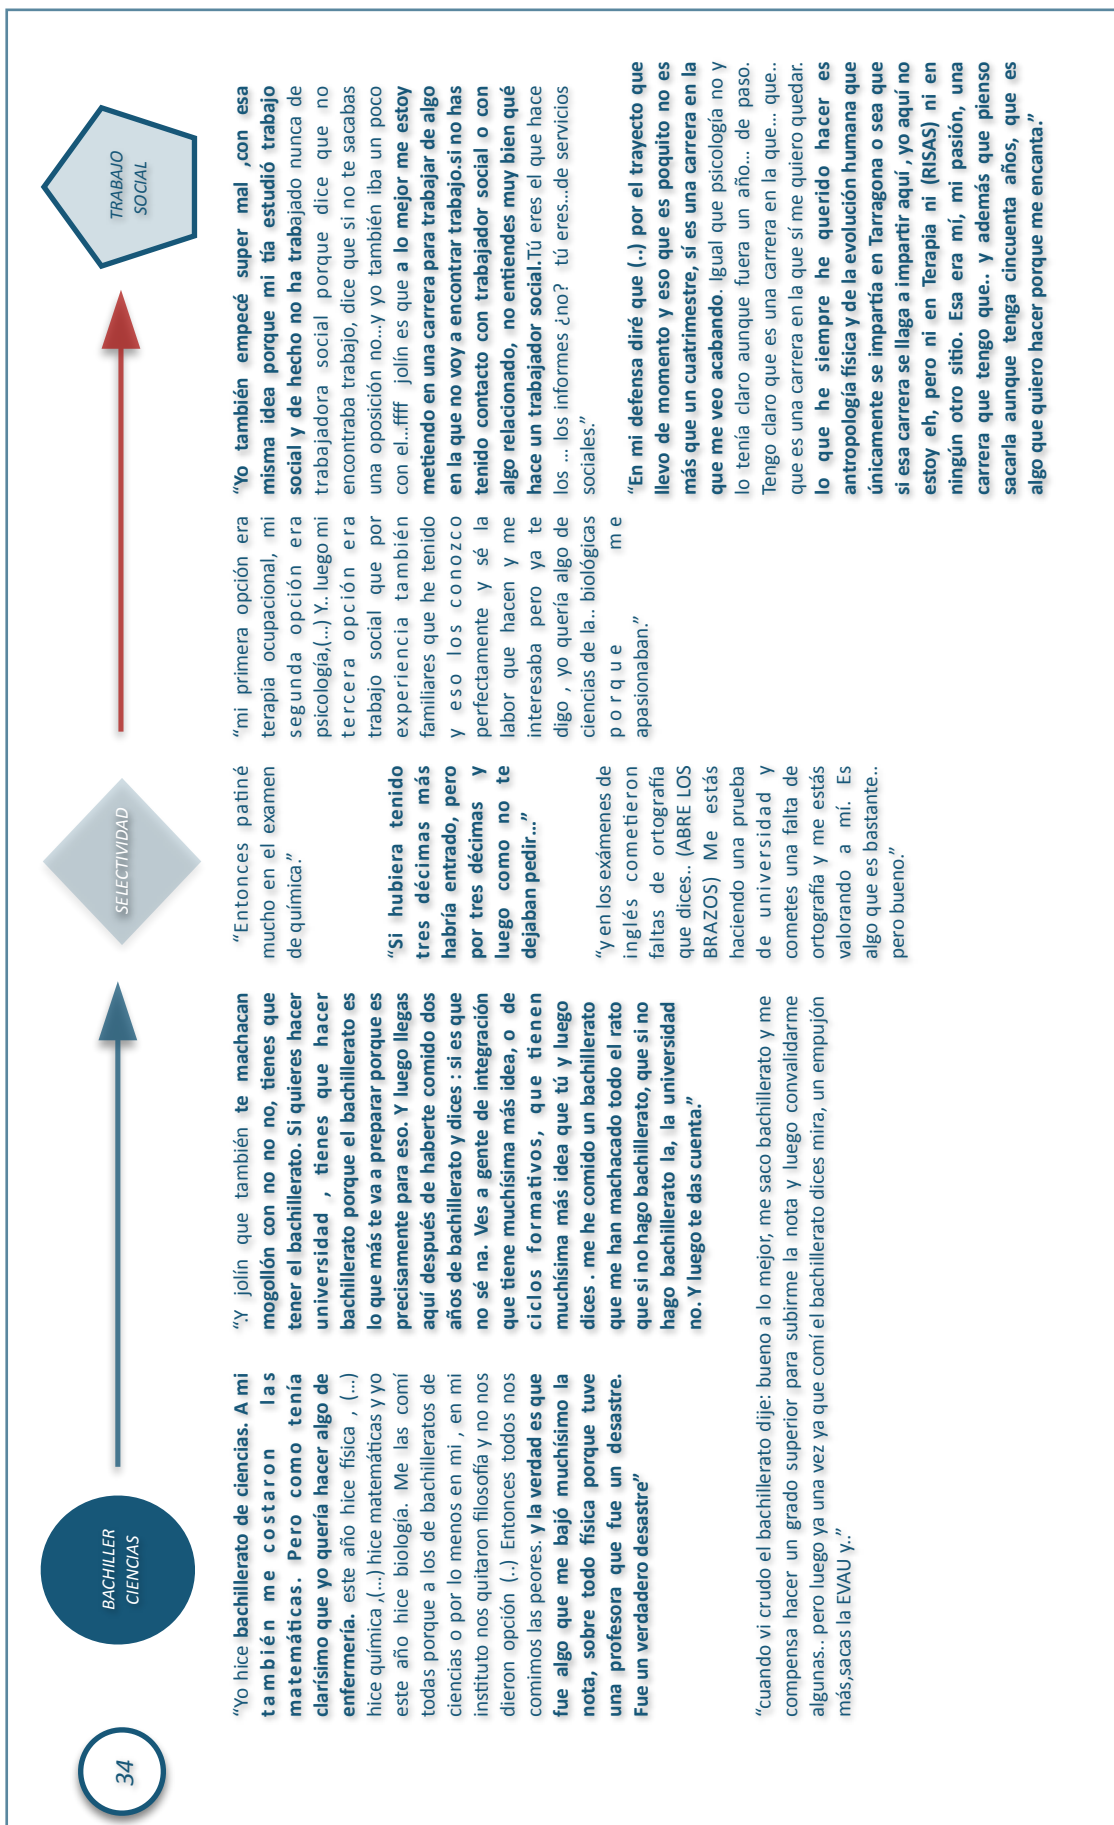 34
BACHILLER
CIENCIAS
SELECTIVIDAD
TRABAJO
SOCIAL
“Yo hice bachillerato de ciencias. A mi
también me costaron las
matemáticas. Pero como tenía
clarísimo que yo quería hacer algo de
enfermería. este año hice física , (...)
hice química ,(...) hice matemáticas y yo
este año hice biología. Me las comí
todas porque a los de bachilleratos de
ciencias o por lo menos en mi , en mi
instituto nos quitaron filosofía y no nos
dieron opción (..) Entonces todos nos
comimos las peores. y la verdad es que
fue algo que me bajó muchísimo la
nota, sobre todo física porque tuve
una profesora que fue un desastre.
Fue un verdadero desastre”
“.Y jolín que también te machacan
mogollón con no no no, tienes que
tener el bachillerato. Si quieres hacer
universidad , tienes que hacer
bachillerato porque el bachillerato es
lo que más te va a preparar porque es
precisamente para eso. Y luego llegas
aquí después de haberte comido dos
años de bachillerato y dices : si es que
no sé na. Ves a gente de integración
que tiene muchísima más idea, o de
ciclos formativos, que tienen
muchísima más idea que tú y luego
dices . me he comido un bachillerato
que me han machacado todo el rato
que si no hago bachillerato, que si no
hago bachillerato la, la universidad
no. Y luego te das cuenta.”
“cuando vi crudo el bachillerato dije: bueno a lo mejor, me saco bachillerato y me
compensa hacer un grado superior para subirme la nota y luego convalidarme
algunas.. pero luego ya una vez ya que comí el bachillerato dices mira, un empujón
más,sacas la EVAU y..”
“Entonces patiné
mucho en el examen
de química.”
“Si hubiera tenido
tres décimas más
habría entrado, pero
por tres décimas y
luego como no te
dejaban pedir...”
“y en los exámenes de
inglés cometieron
faltas de ortografía
que dices.. (ABRE LOS
BRAZOS) Me estás
haciendo una prueba
de universidad y
cometes una falta de
ortografía y me estás
valorando a mí. Es
algo que es bastante..
pero bueno.”
“mi primera opción era
terapia ocupacional, mi
segunda opción era
psicología,(...) Y.. luego mi
tercera opción era
trabajo social que por
experiencia también
familiares que he tenido
y eso los conozco
perfectamente y sé la
labor que hacen y me
interesaba pero ya te
digo , yo quería algo de
ciencias de la.. biológicas
porque me
apasionaban.”
“Yo también empecé super mal ,con esa
misma idea porque mi tía estudió trabajo
social y de hecho no ha trabajado nunca de
trabajadora social porque dice que no
encontraba trabajo, dice que si no te sacabas
una oposición no...y yo también iba un poco
con el...ffff jolín es que a lo mejor me estoy
metiendo en una carrera para trabajar de algo
en la que no voy a encontrar trabajo.si no has
tenido contacto con trabajador social o con
algo relacionado, no entiendes muy bien qué
hace un trabajador social.Tú eres el que hace
los ... los informes ¿no? tú eres...de servicios
sociales.”
“En mi defensa diré que (..) por el trayecto que
llevo de momento y eso que es poquito no es
más que un cuatrimestre, sí es una carrera en la
que me veo acabando. Igual que psicología no y
lo tenía claro aunque fuera un año... de paso.
Tengo claro que es una carrera en la que... que..
que es una carrera en la que sí me quiero quedar.
lo que he siempre he querido hacer es
antropología física y de la evolución humana que
únicamente se impartía en Tarragona o sea que
si esa carrera se llaga a impartir aquí , yo aquí no
estoy eh, pero ni en Terapia ni (RISAS) ni en
ningún otro sitio. Esa era mí, mi pasión, una
carrera que tengo que.. y además que pienso
sacarla aunque tenga cincuenta años, que es
algo que quiero hacer porque me encanta.”